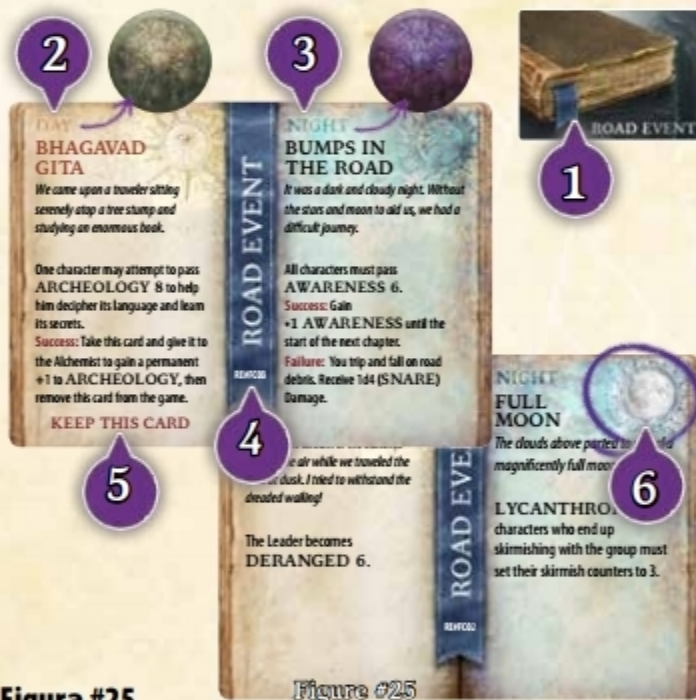 2
3
ROAD EVENT
1
DAY
BHAGAVAD
GITA
We came upon a traveler sitting
serenely atop a tree stump and
studying an enormous book.
One character may attempt to pass
ARCHEOLOGY 8 to help
him decipher its language and learn
its secrets.
Success: Take this card and give it to
the Alchemist to gain a permanent
+1 to ARCHEOLOGY, then
remove this card from the game.
KEEP THIS CARD
5
ROAD EVENT
4
NIGHT
BUMPS IN
THE ROAD
It was a dark and cloudy night. Without
the stars and moon to aid us, we had a
difficult journey.
All characters must pass
AWARENESS 6.
Success: Gain
+1 AWARENESS until the
start of the next chapter.
Failure: You trip and fall on road
debris. Receive 1d4 (SNARE)
Damage.
air while we traveled the
dusk. I tried to withstand the
dreaded wailing!
The Leader becomes
DERANGED 6.
ROAD EVE
NIGHT
FULL
MOON
The clouds above parted
magnificently full moon
6
LYCANTHRO
characters who end up
skirmishing with the group must
set their skirmish counters to 3.
Figura #25
Figure #25